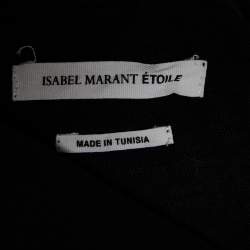 ISABEL MARANT ÉTOILE
MADE IN TUNISIA